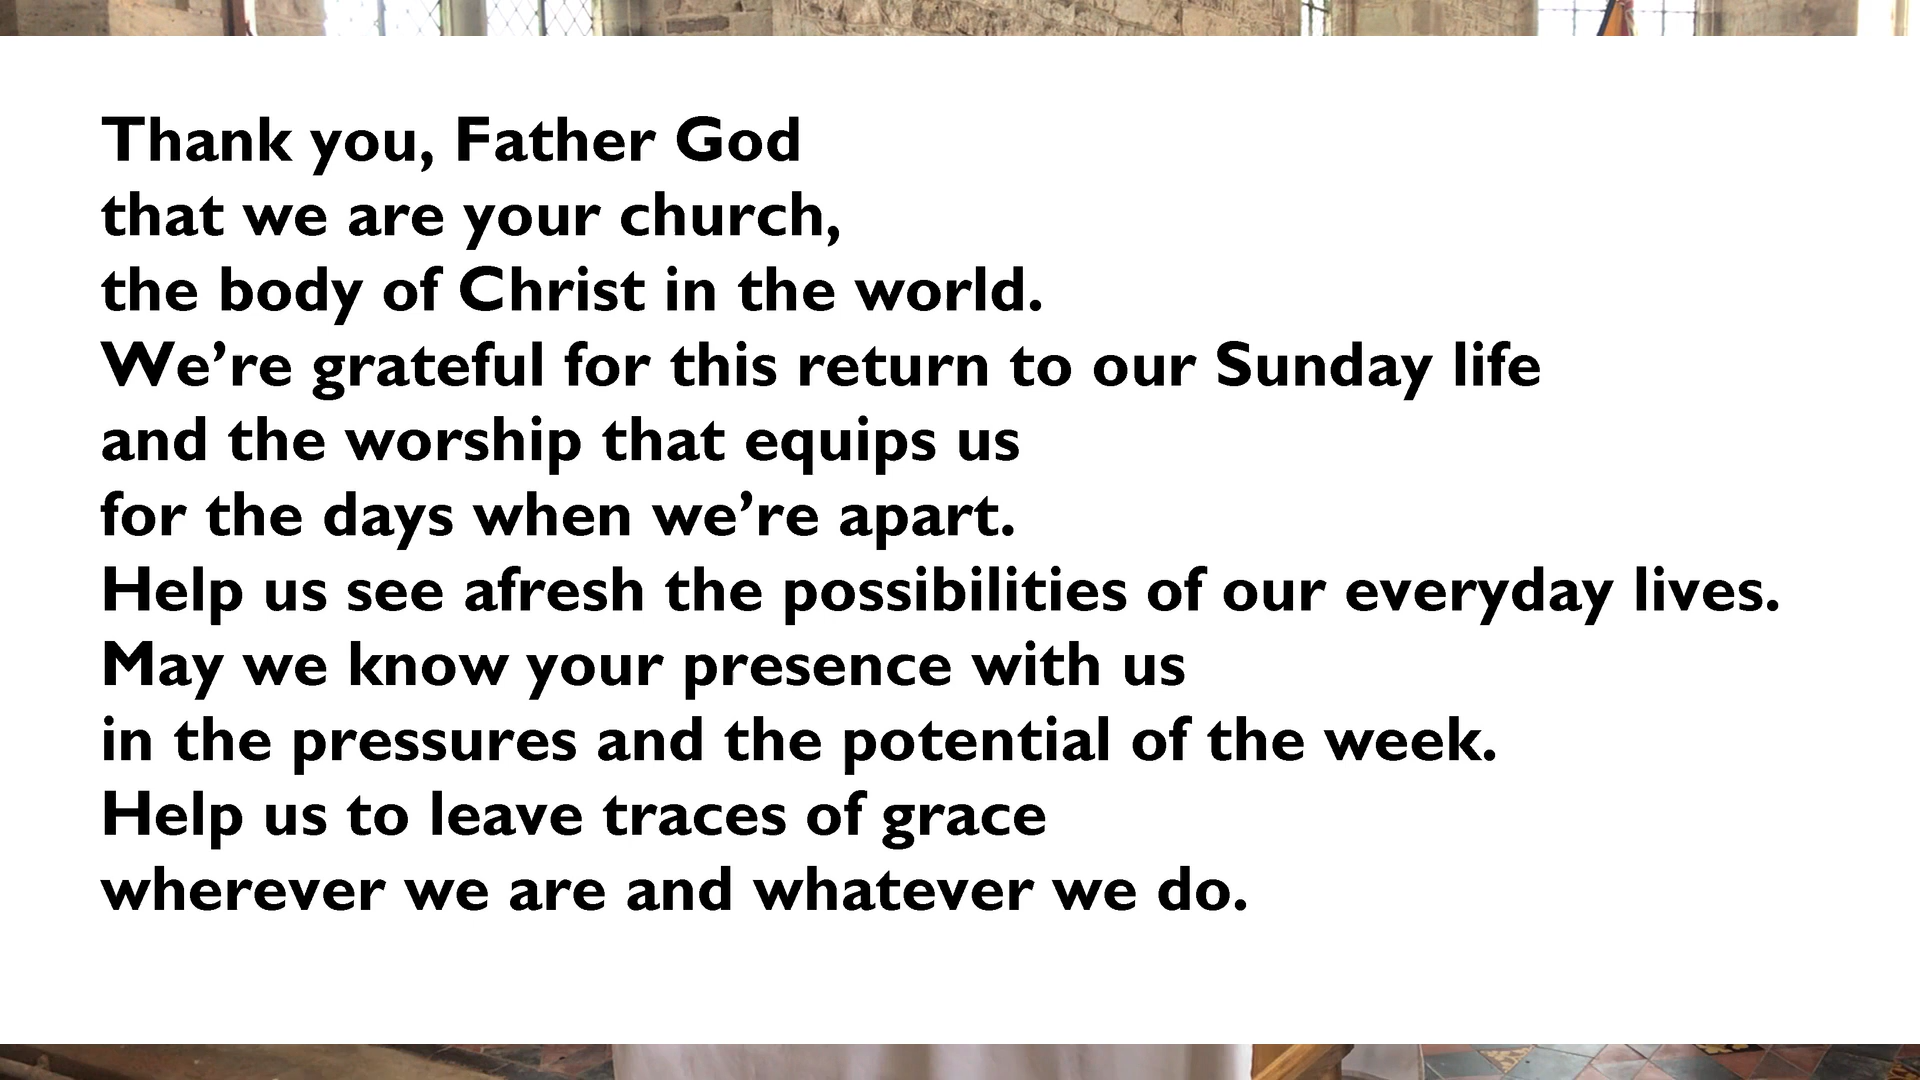 Thank you, Father God
that we are your church,
the body of Christ in the world.
We’re grateful for this return to our Sunday life
and the worship that equips us
for the days when we’re apart.
Help us see afresh the possibilities of our everyday lives.
May we know your presence with us
in the pressures and the potential of the week.
Help us to leave traces of grace
wherever we are and whatever we do.